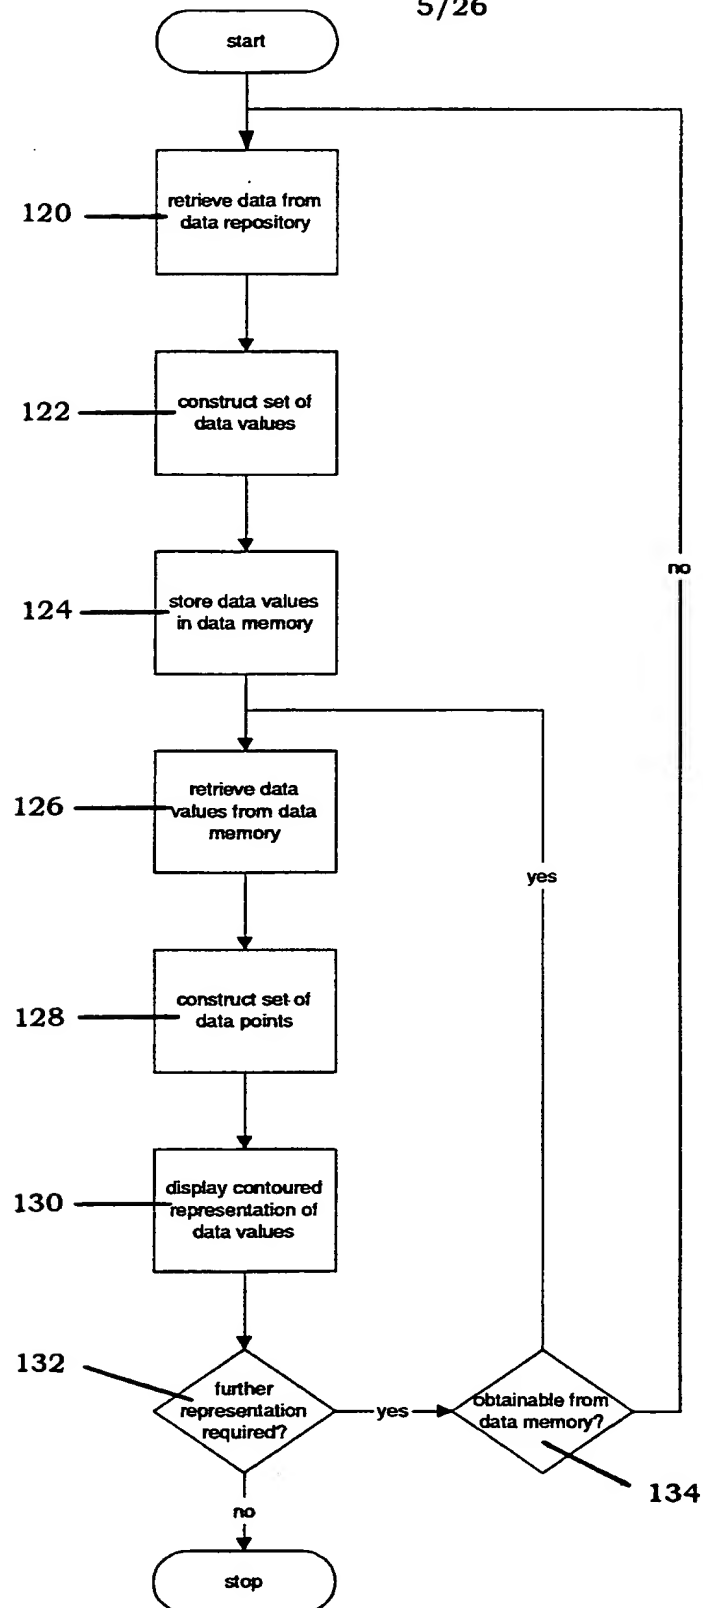 5/26
start
120
retrieve data from
data repository
122
construct set of
data values
124
store data values
in data memory
no
126
retrieve data
values from data
memory
yes
128
construct set of
data points
130
display contoured
representation of
data values
132
further
representation
required?
yes
obtainable from
data memory?
134
no
stop